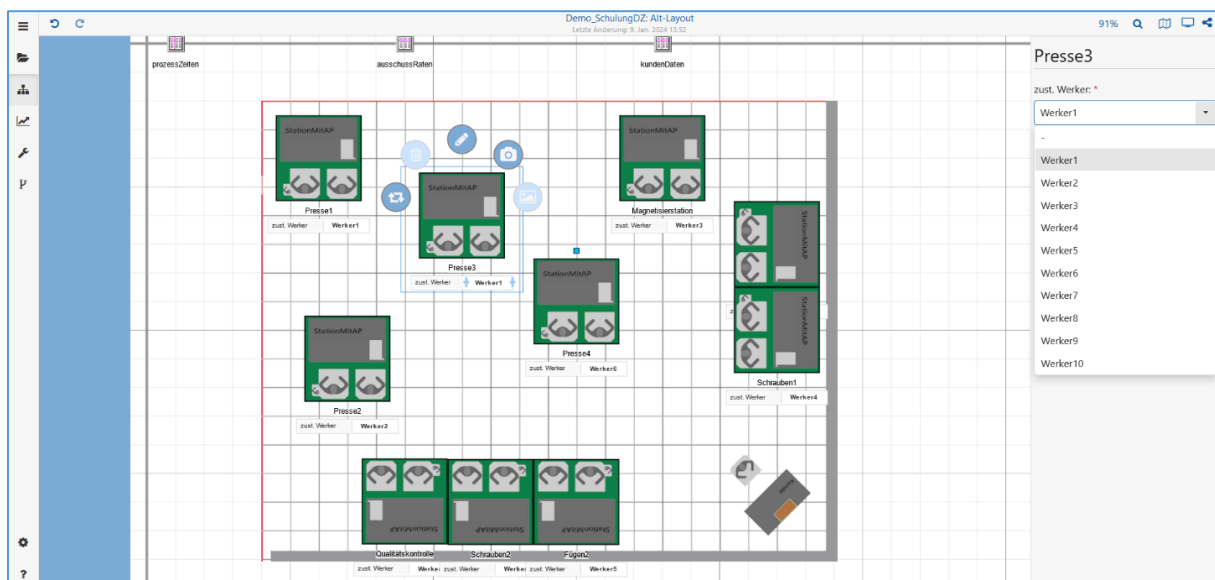 Demo_SchulungDZ: Alt-Layout
Letzte Änderung: 9. Jan. 2024 13:52
91%
prozessZeiten
ausschussRaten
kundenDaten
StationMitAP
Presse1
zust. Werker Werker1
StationMitAP
Presse3
zust. Werker Werker1
StationMitAP
Magnetisierstation
zust. Werker Werker3
StationMitAP
Presse4
zust. Werker Werker6
StationMitAP
Presse2
zust. Werker Werker2
StationMitAP
StationMitAP
Schrauben1
zust. Werker Werker4
StationMitAP
Qualitätskontrolle
zust. Werker
StationMitAP
Schrauben2
zust. Werker
StationMitAP
Fügen2
zust. Werker Werker5
Kunde
Presse3
zust. Werker: *
Werker1
-
Werker1
Werker2
Werker3
Werker4
Werker5
Werker6
Werker7
Werker8
Werker9
Werker10